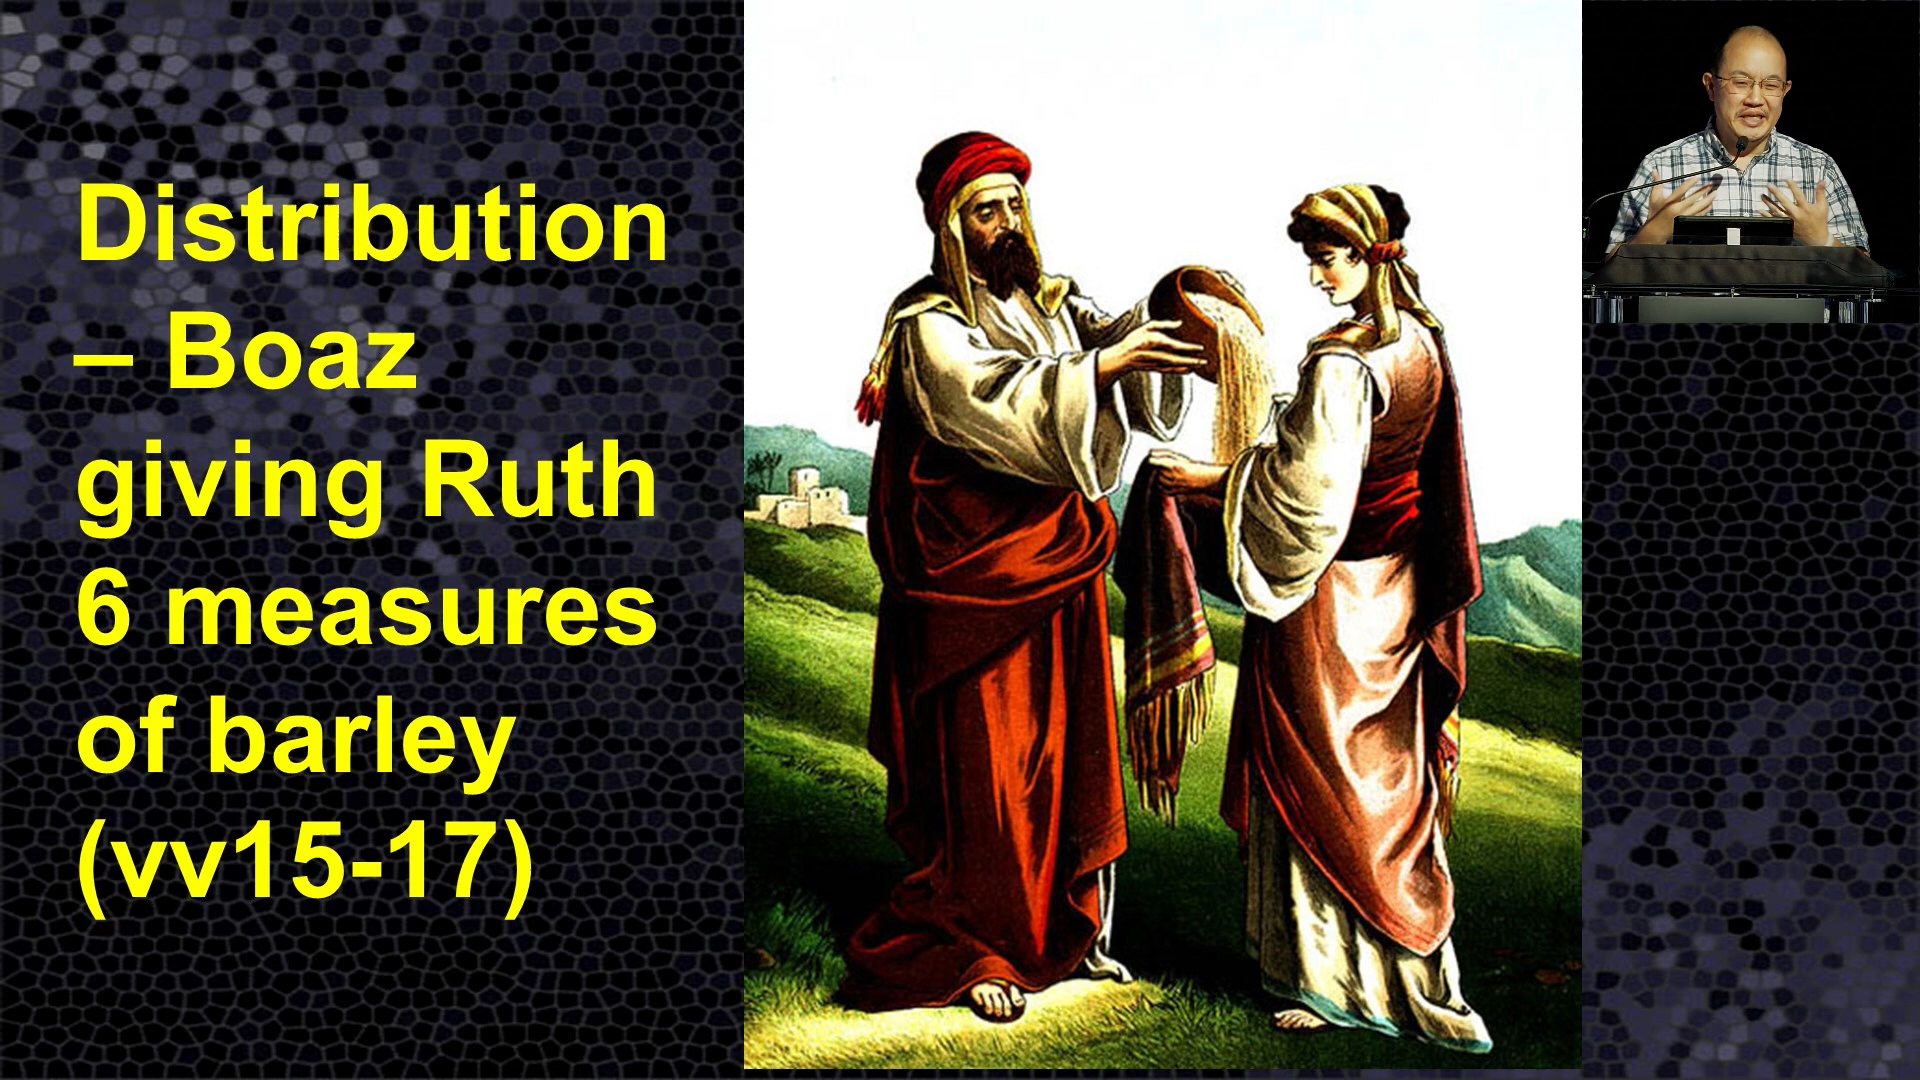 Distribution
– Boaz
giving Ruth
6 measures
of barley
(vv15-17)